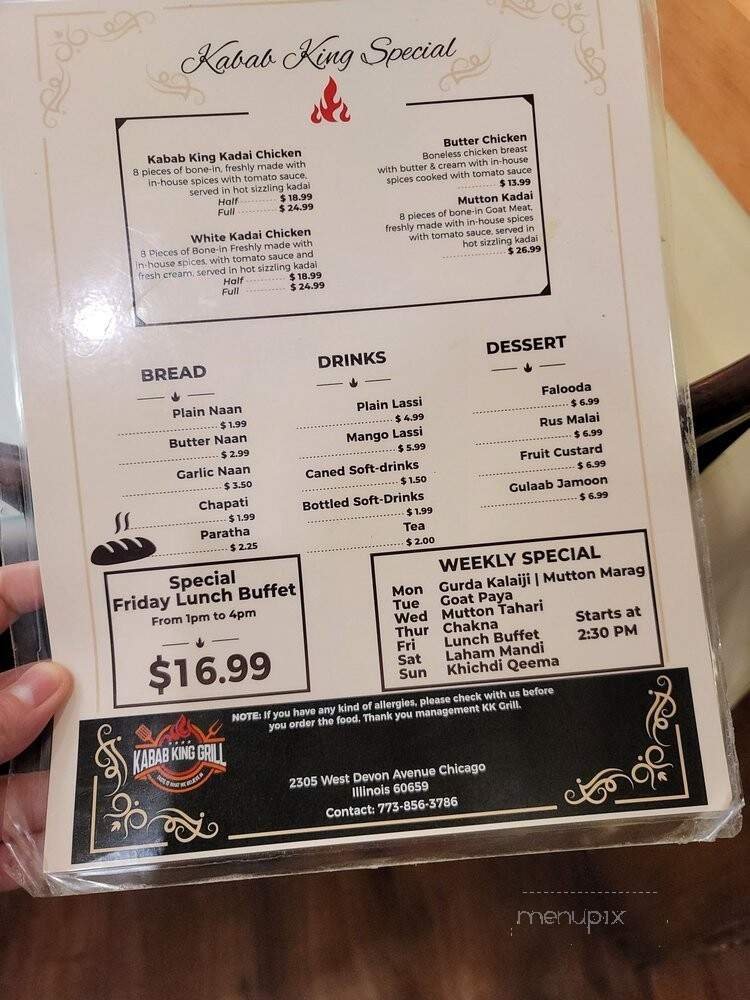 Kabab King Special
Kabab King Kadai Chicken
8 pieces of bone-in, freshly made with
in-house spices with tomato sauce,
served in hot sizzling kadai
Half $ 18.99
Full $ 24.99
White Kadai Chicken
8 Pieces of Bone-in Freshly made with
in-house spices, with tomato sauce and
fresh cream, served in hot sizzling kadai
Half $ 18.99
Full $ 24.99
Butter Chicken
Boneless chicken breast
with butter & cream with in-house
spices cooked with tomato sauce
$ 13.99
Mutton Kadai
8 pieces of bone-in Goat Meat,
freshly made with in-house spices
with tomato sauce, served in
hot sizzling kadai
$ 26.99
BREAD
Plain Naan
$ 1.99
Butter Naan
$ 2.99
Garlic Naan
$ 3.50
Chapati
$ 1.99
Paratha
$ 2.25
DRINKS
Plain Lassi
$ 4.99
Mango Lassi
$ 5.99
Caned Soft-drinks
$ 1.50
Bottled Soft-Drinks
$ 1.99
Tea
$ 2.00
DESSERT
Falooda
$ 6.99
Rus Malai
$ 6.99
Fruit Custard
$ 6.99
Gulaab Jamoon
$ 6.99
Special
Friday Lunch Buffet
From 1pm to 4pm
$16.99
WEEKLY SPECIAL
Mon Gurda Kalaiji | Mutton Marag
Tue Goat Paya
Wed Mutton Tahari
Thur Chakna
Fri Lunch Buffet
Sat Laham Mandi
Sun Khichdi Qeema
Starts at
2:30 PM
NOTE: If you have any kind of allergies, please check with us before
you order the food. Thank you management KK Grill.
KABAB KING GRILL
TASTE IS WHAT WE BELIEVE IN
2305 West Devon Avenue Chicago
Illinois 60659
Contact: 773-856-3786
menupix